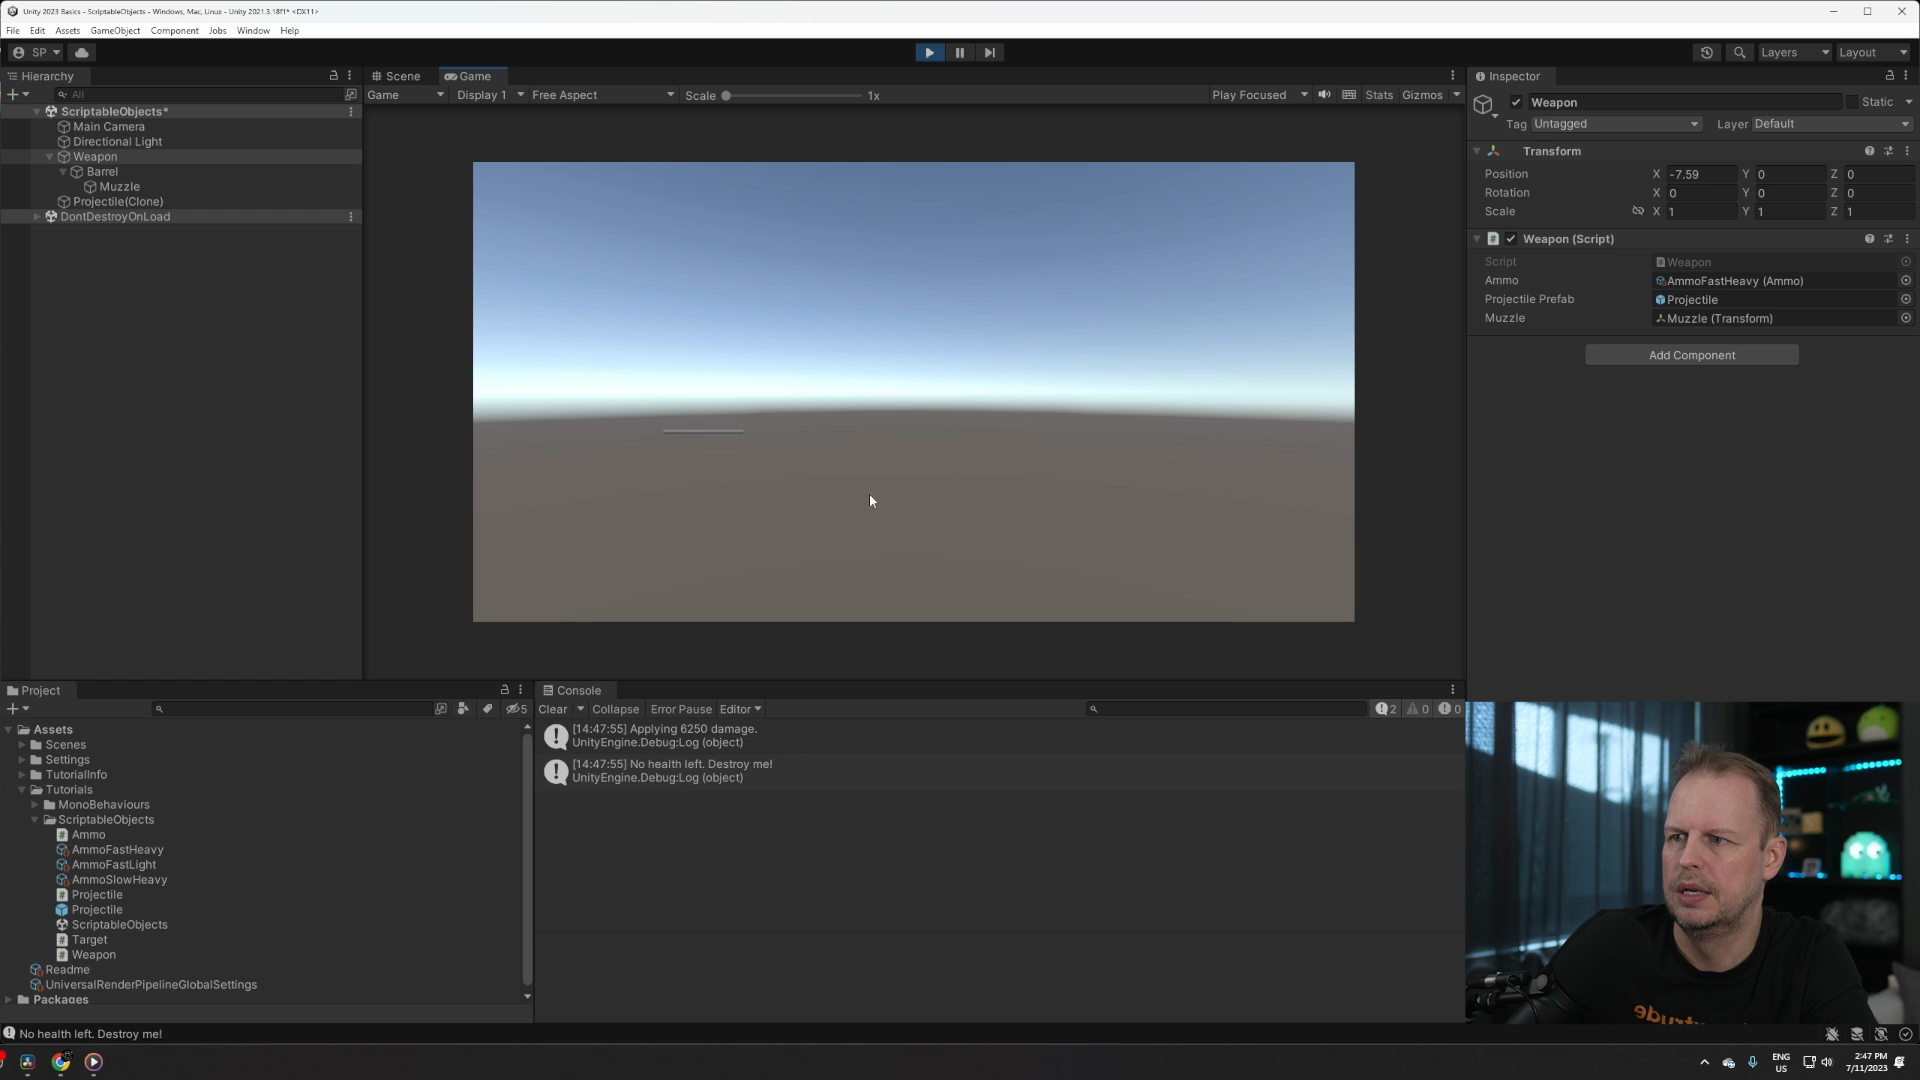 Unity 2023 Basics - ScriptableObjects - Windows, Mac, Linux - Unity 2021.3.18f1* <DX11>
File Edit Assets GameObject Component Jobs Window Help
SP
Layers Layout
Hierarchy
All
ScriptableObjects*
Main Camera
Directional Light
Weapon
Barrel
Muzzle
Projectile(Clone)
DontDestroyOnLoad
Scene Game
Game Display 1 Free Aspect Scale 1x Play Focused Stats Gizmos
Inspector
Weapon Static
Tag Untagged Layer Default
Transform
Position X -7.59 Y 0 Z 0
Rotation X 0 Y 0 Z 0
Scale X 1 Y 1 Z 1
Weapon (Script)
Script Weapon
Ammo AmmoFastHeavy (Ammo)
Projectile Prefab Projectile
Muzzle Muzzle (Transform)
Add Component
Project
5
Assets
Scenes
Settings
TutorialInfo
Tutorials
MonoBehaviours
ScriptableObjects
Ammo
AmmoFastHeavy
AmmoFastLight
AmmoSlowHeavy
Projectile
Projectile
ScriptableObjects
Target
Weapon
Readme
UniversalRenderPipelineGlobalSettings
Packages
Console
Clear Collapse Error Pause Editor 2 0 0
[14:47:55] Applying 6250 damage.
UnityEngine.Debug:Log (object)
[14:47:55] No health left. Destroy me!
UnityEngine.Debug:Log (object)
No health left. Destroy me!
ENG
US
2:47 PM
7/11/2023